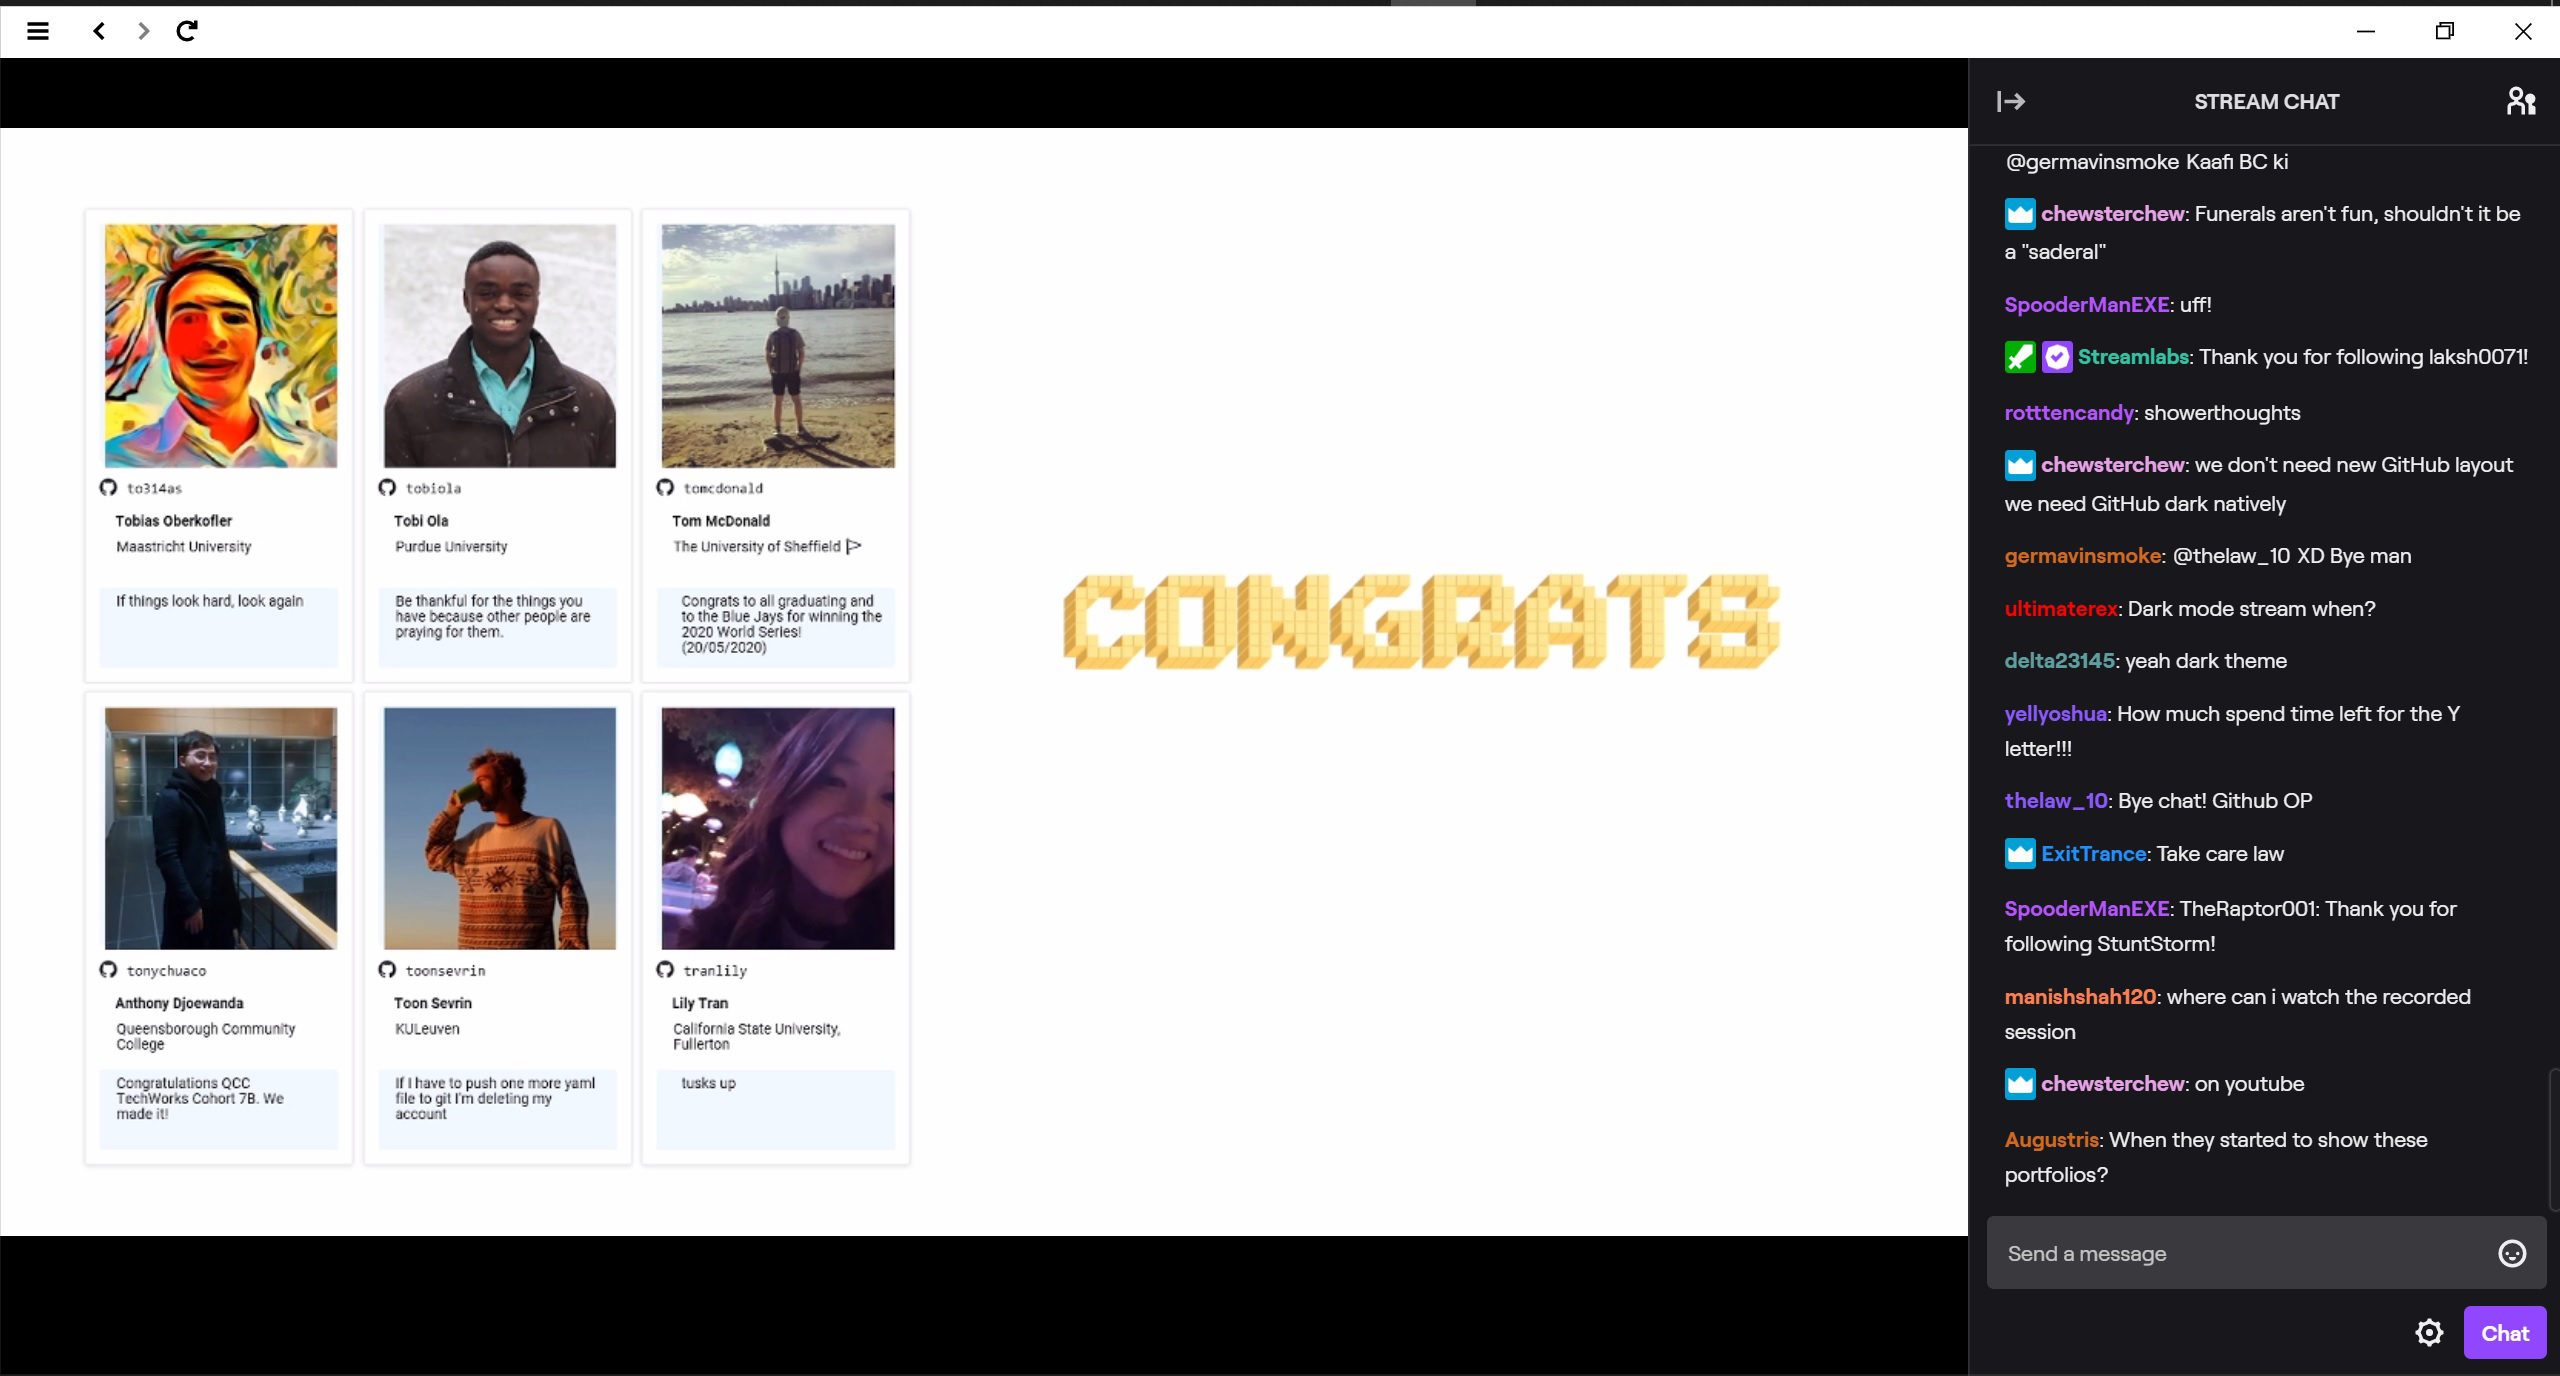 to314as
Tobias Oberkofler
Maastricht University
If things look hard, look again
tobiola
Tobi Ola
Purdue University
Be thankful for the things you
have because other people are
praying for them.
tomcdonald
Tom McDonald
The University of Sheffield
Congrats to all graduating and
to the Blue Jays for winning the
2020 World Series!
(20/05/2020)
tonychuaco
Anthony Djoewanda
Queensborough Community
College
Congratulations QCC
TechWorks Cohort 7B. We
made it!
toonsevrin
Toon Sevrin
KULeuven
If I have to push one more yaml
file to git I'm deleting my
account
tranlily
Lily Tran
California State University,
Fullerton
tusks up
CONGRATS
STREAM CHAT
@germavinsmoke Kaafi BC ki
chewsterchew: Funerals aren't fun, shouldn't it be
a "saderal"
SpooderManEXE: uff!
Streamlabs: Thank you for following laksh0071!
rotttencandy: showerthoughts
chewsterchew: we don't need new GitHub layout
we need GitHub dark natively
germavinsmoke: @thelaw_10 XD Bye man
ultimaterex: Dark mode stream when?
delta23145: yeah dark theme
yellyoshua: How much spend time left for the Y
letter!!!
thelaw_10: Bye chat! Github OP
ExitTrance: Take care law
SpooderManEXE: TheRaptor001: Thank you for
following StuntStorm!
manishshah120: where can i watch the recorded
session
chewsterchew: on youtube
Augustris: When they started to show these
portfolios?
Send a message
Chat